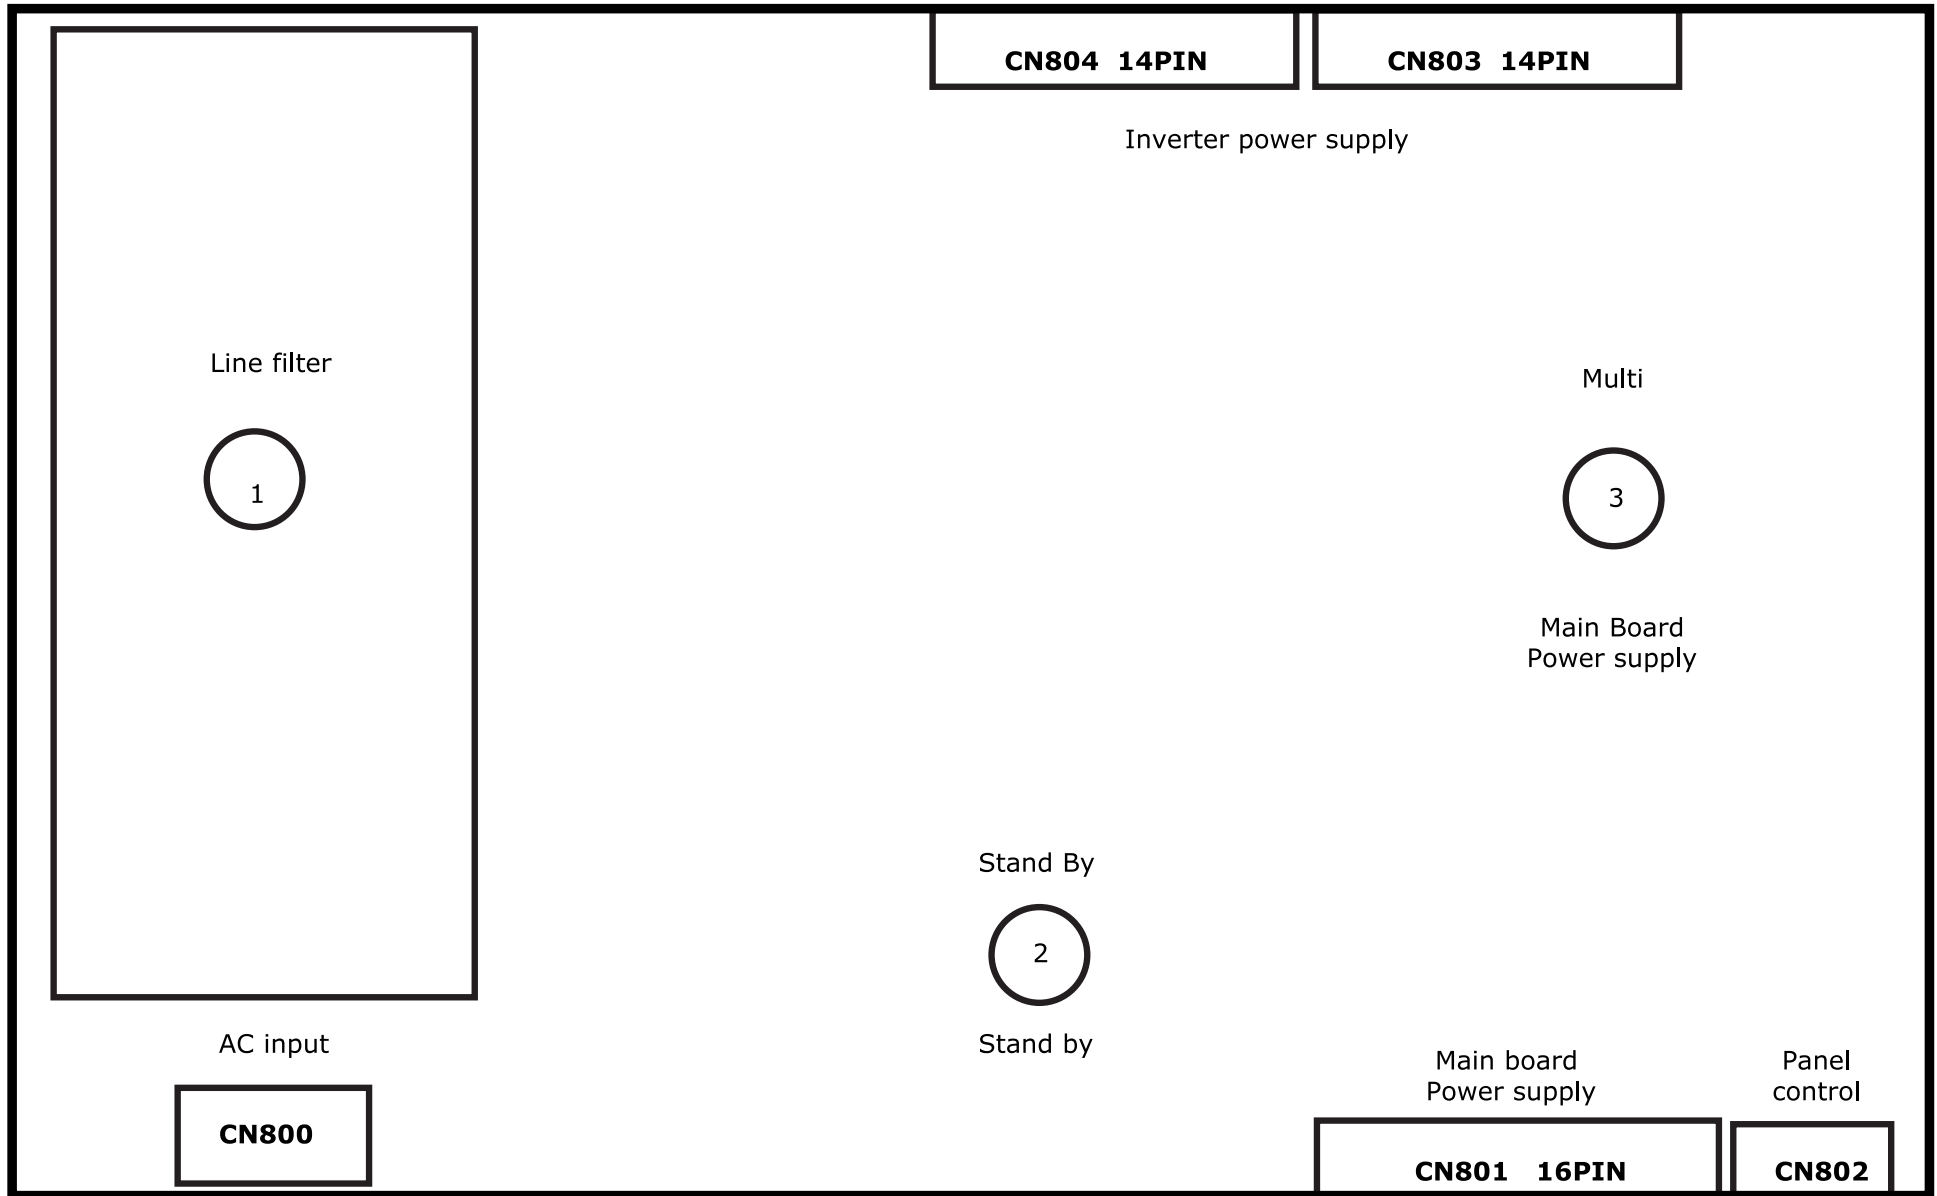 CN804 14PIN
CN803 14PIN
Inverter power supply
Line filter
1
Multi
3
Main Board
Power supply
Stand By
2
Stand by
AC input
CN800
Main board
Power supply
CN801 16PIN
Panel
control
CN802